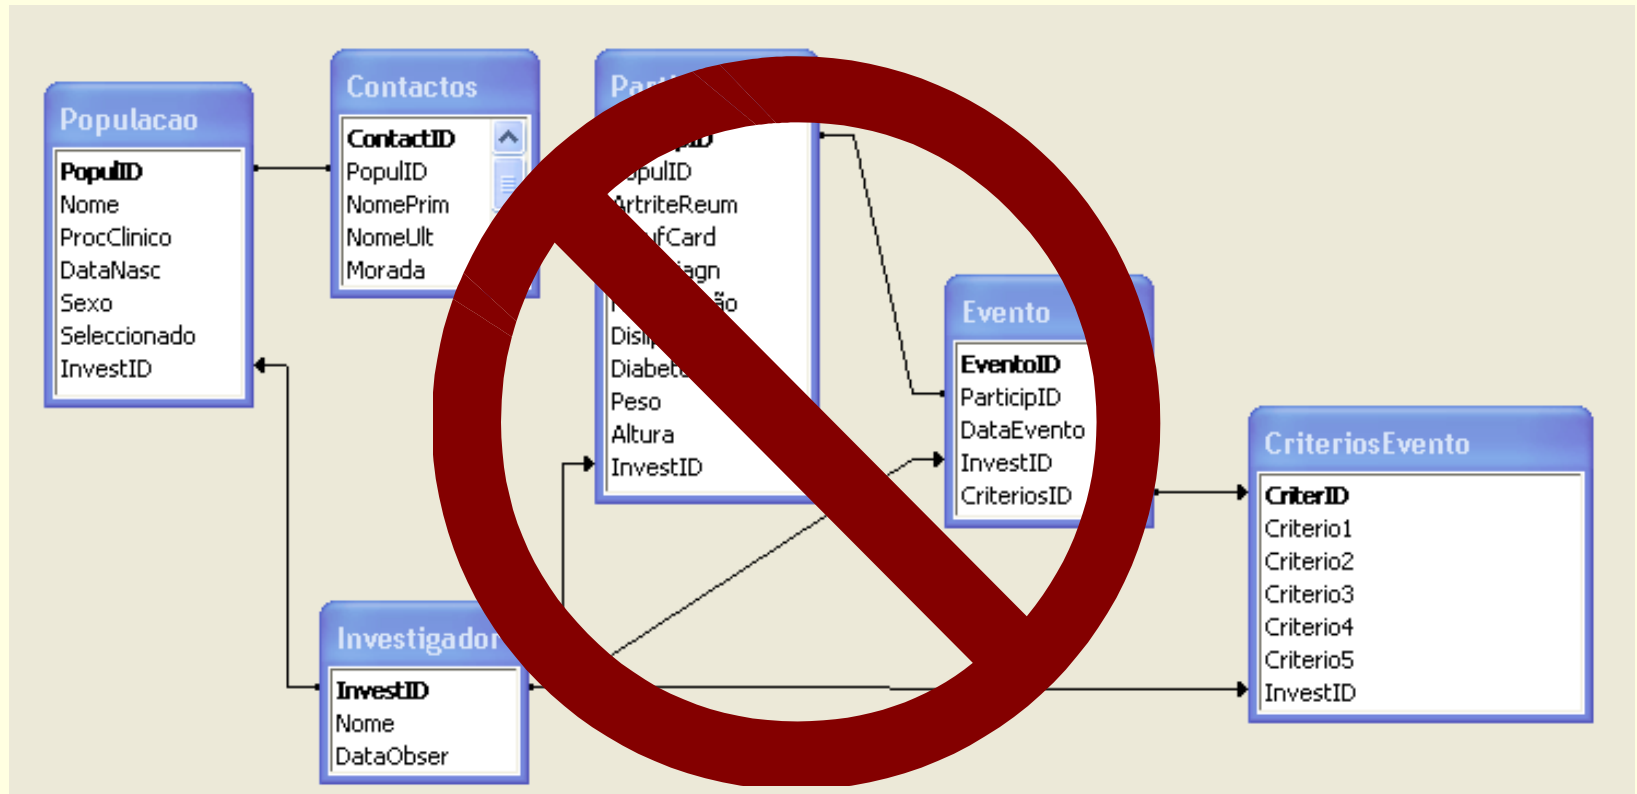 Populacao
PopulID
Nome
ProcClinico
DataNasc
Sexo
Seleccionado
InvestID
Contactos
ContactID
PopulID
NomePrim
NomeUlt
Morada
ArtriteReum
Peso
Altura
InvestID
Evento
EventoID
ParticipID
DataEvento
InvestID
CriteriosID
CriteriosEvento
CriterID
Criterio1
Criterio2
Criterio3
Criterio4
Criterio5
InvestID
Investigador
InvestID
Nome
DataObser